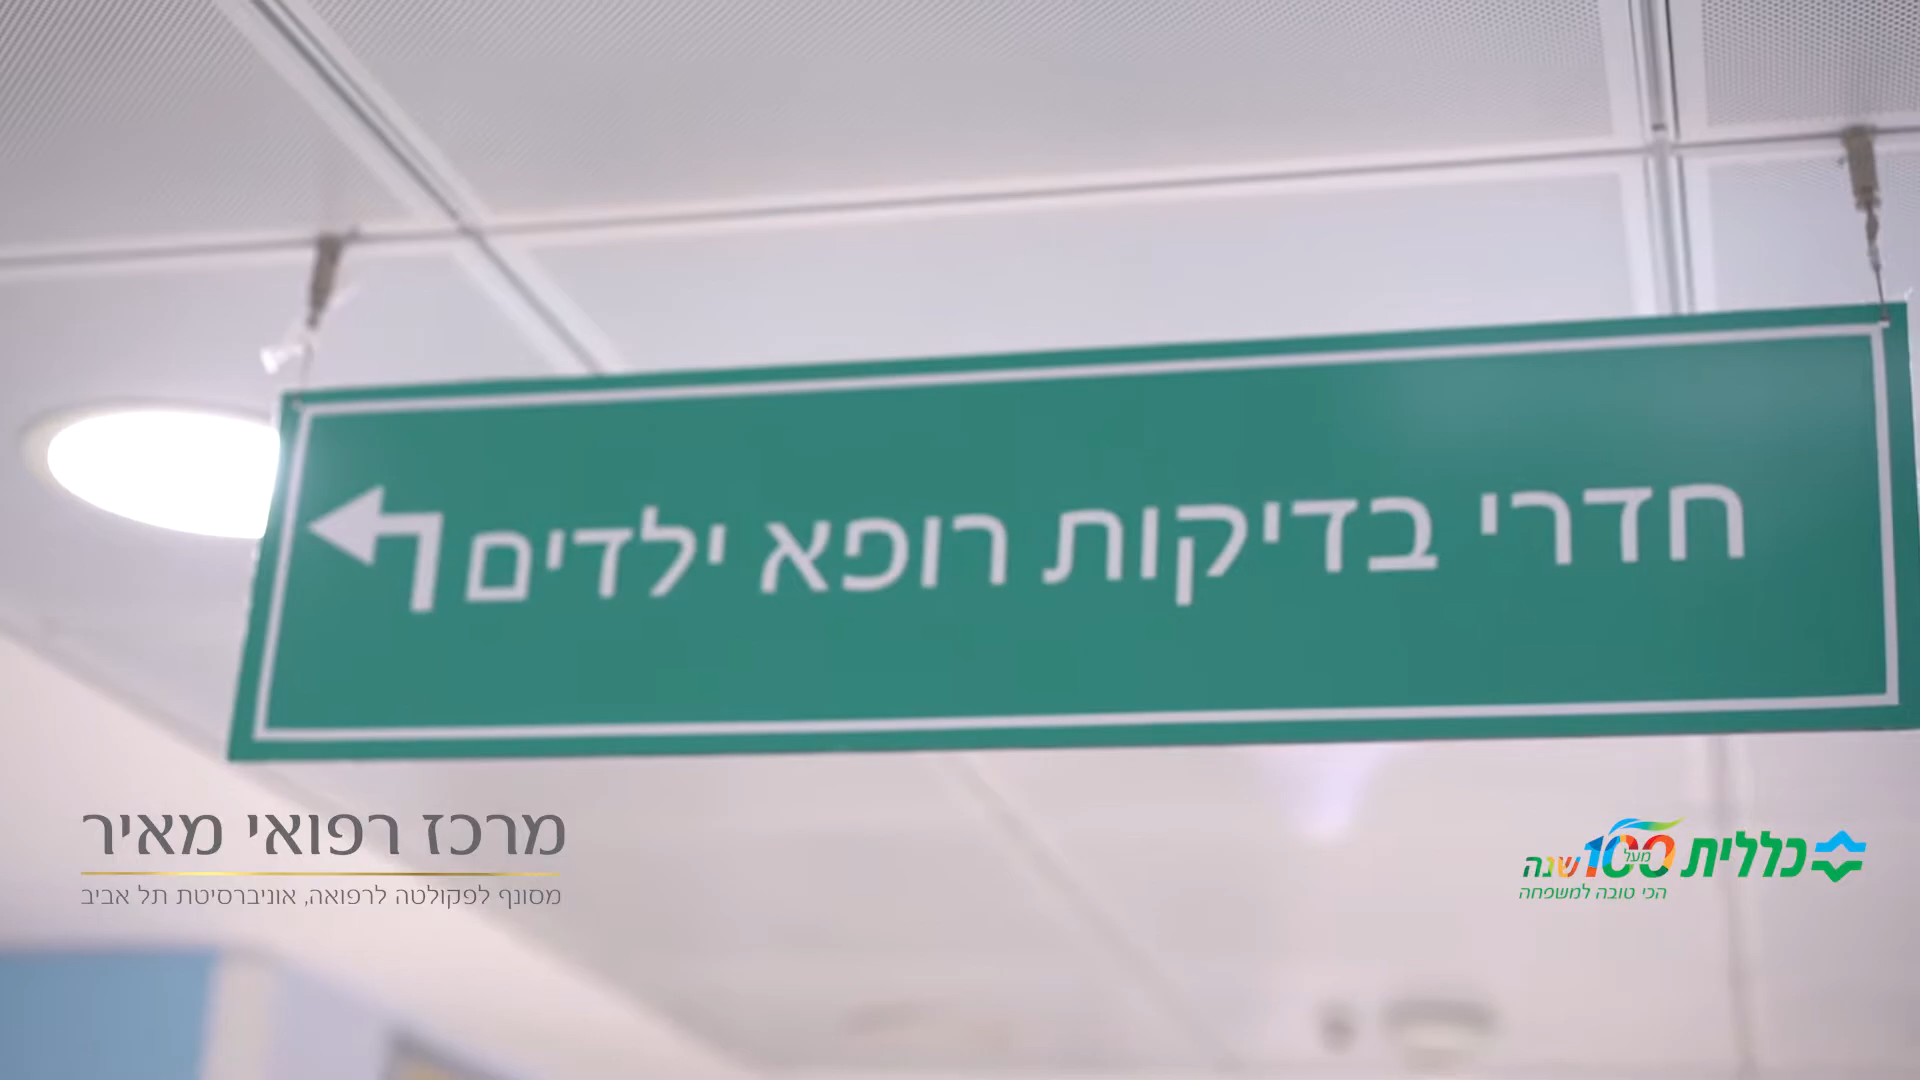 חדרי בדיקות רופא ילדים
מרכז רפואי מאיר
מסונף לפקולטה לרפואה, אוניברסיטת תל אביב
כללית מעל 100 שנה
הכי טובה למשפחה